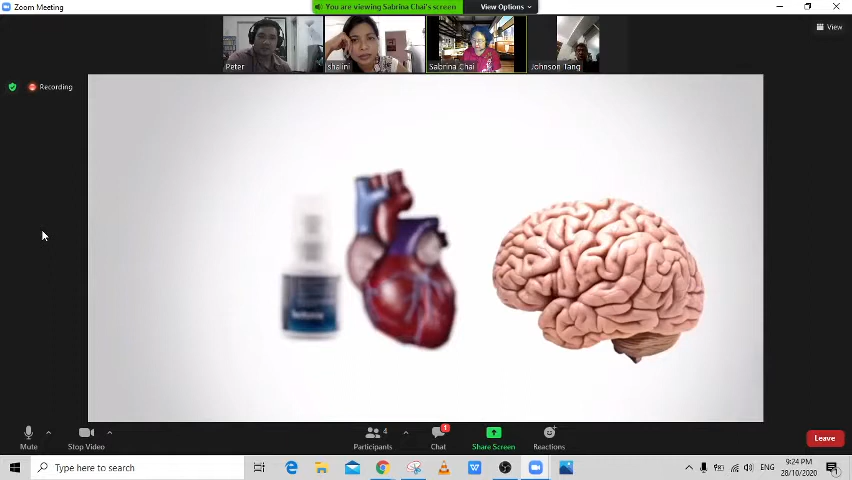 Zoom Meeting
You are viewing Sabrina Chai's screen
View Options
View
Peter
shalini
Sabrina Chai
Johnson Tang
Recording
Mute
Stop Video
4
Participants
1
Chat
Share Screen
Reactions
Leave
Type here to search
ENG
9:24 PM
28/10/2020